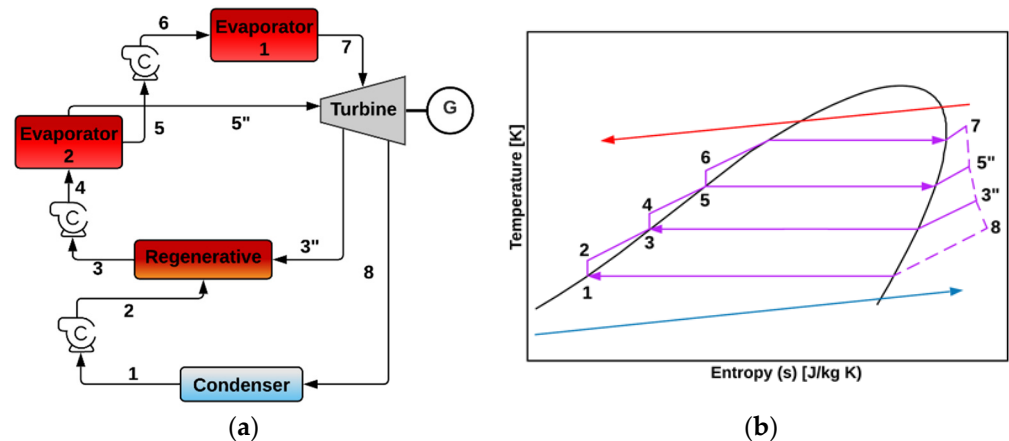 6
Evaporator
1
7
C
Turbine
G
5"
5
Evaporator
2
4
C
3
Regenerative
3"
8
2
C
1
Condenser
(a)
Temperature [K]
7
6
5"
5
4
3"
3
8
2
1
Entropy (s) [J/kg K)
(b)